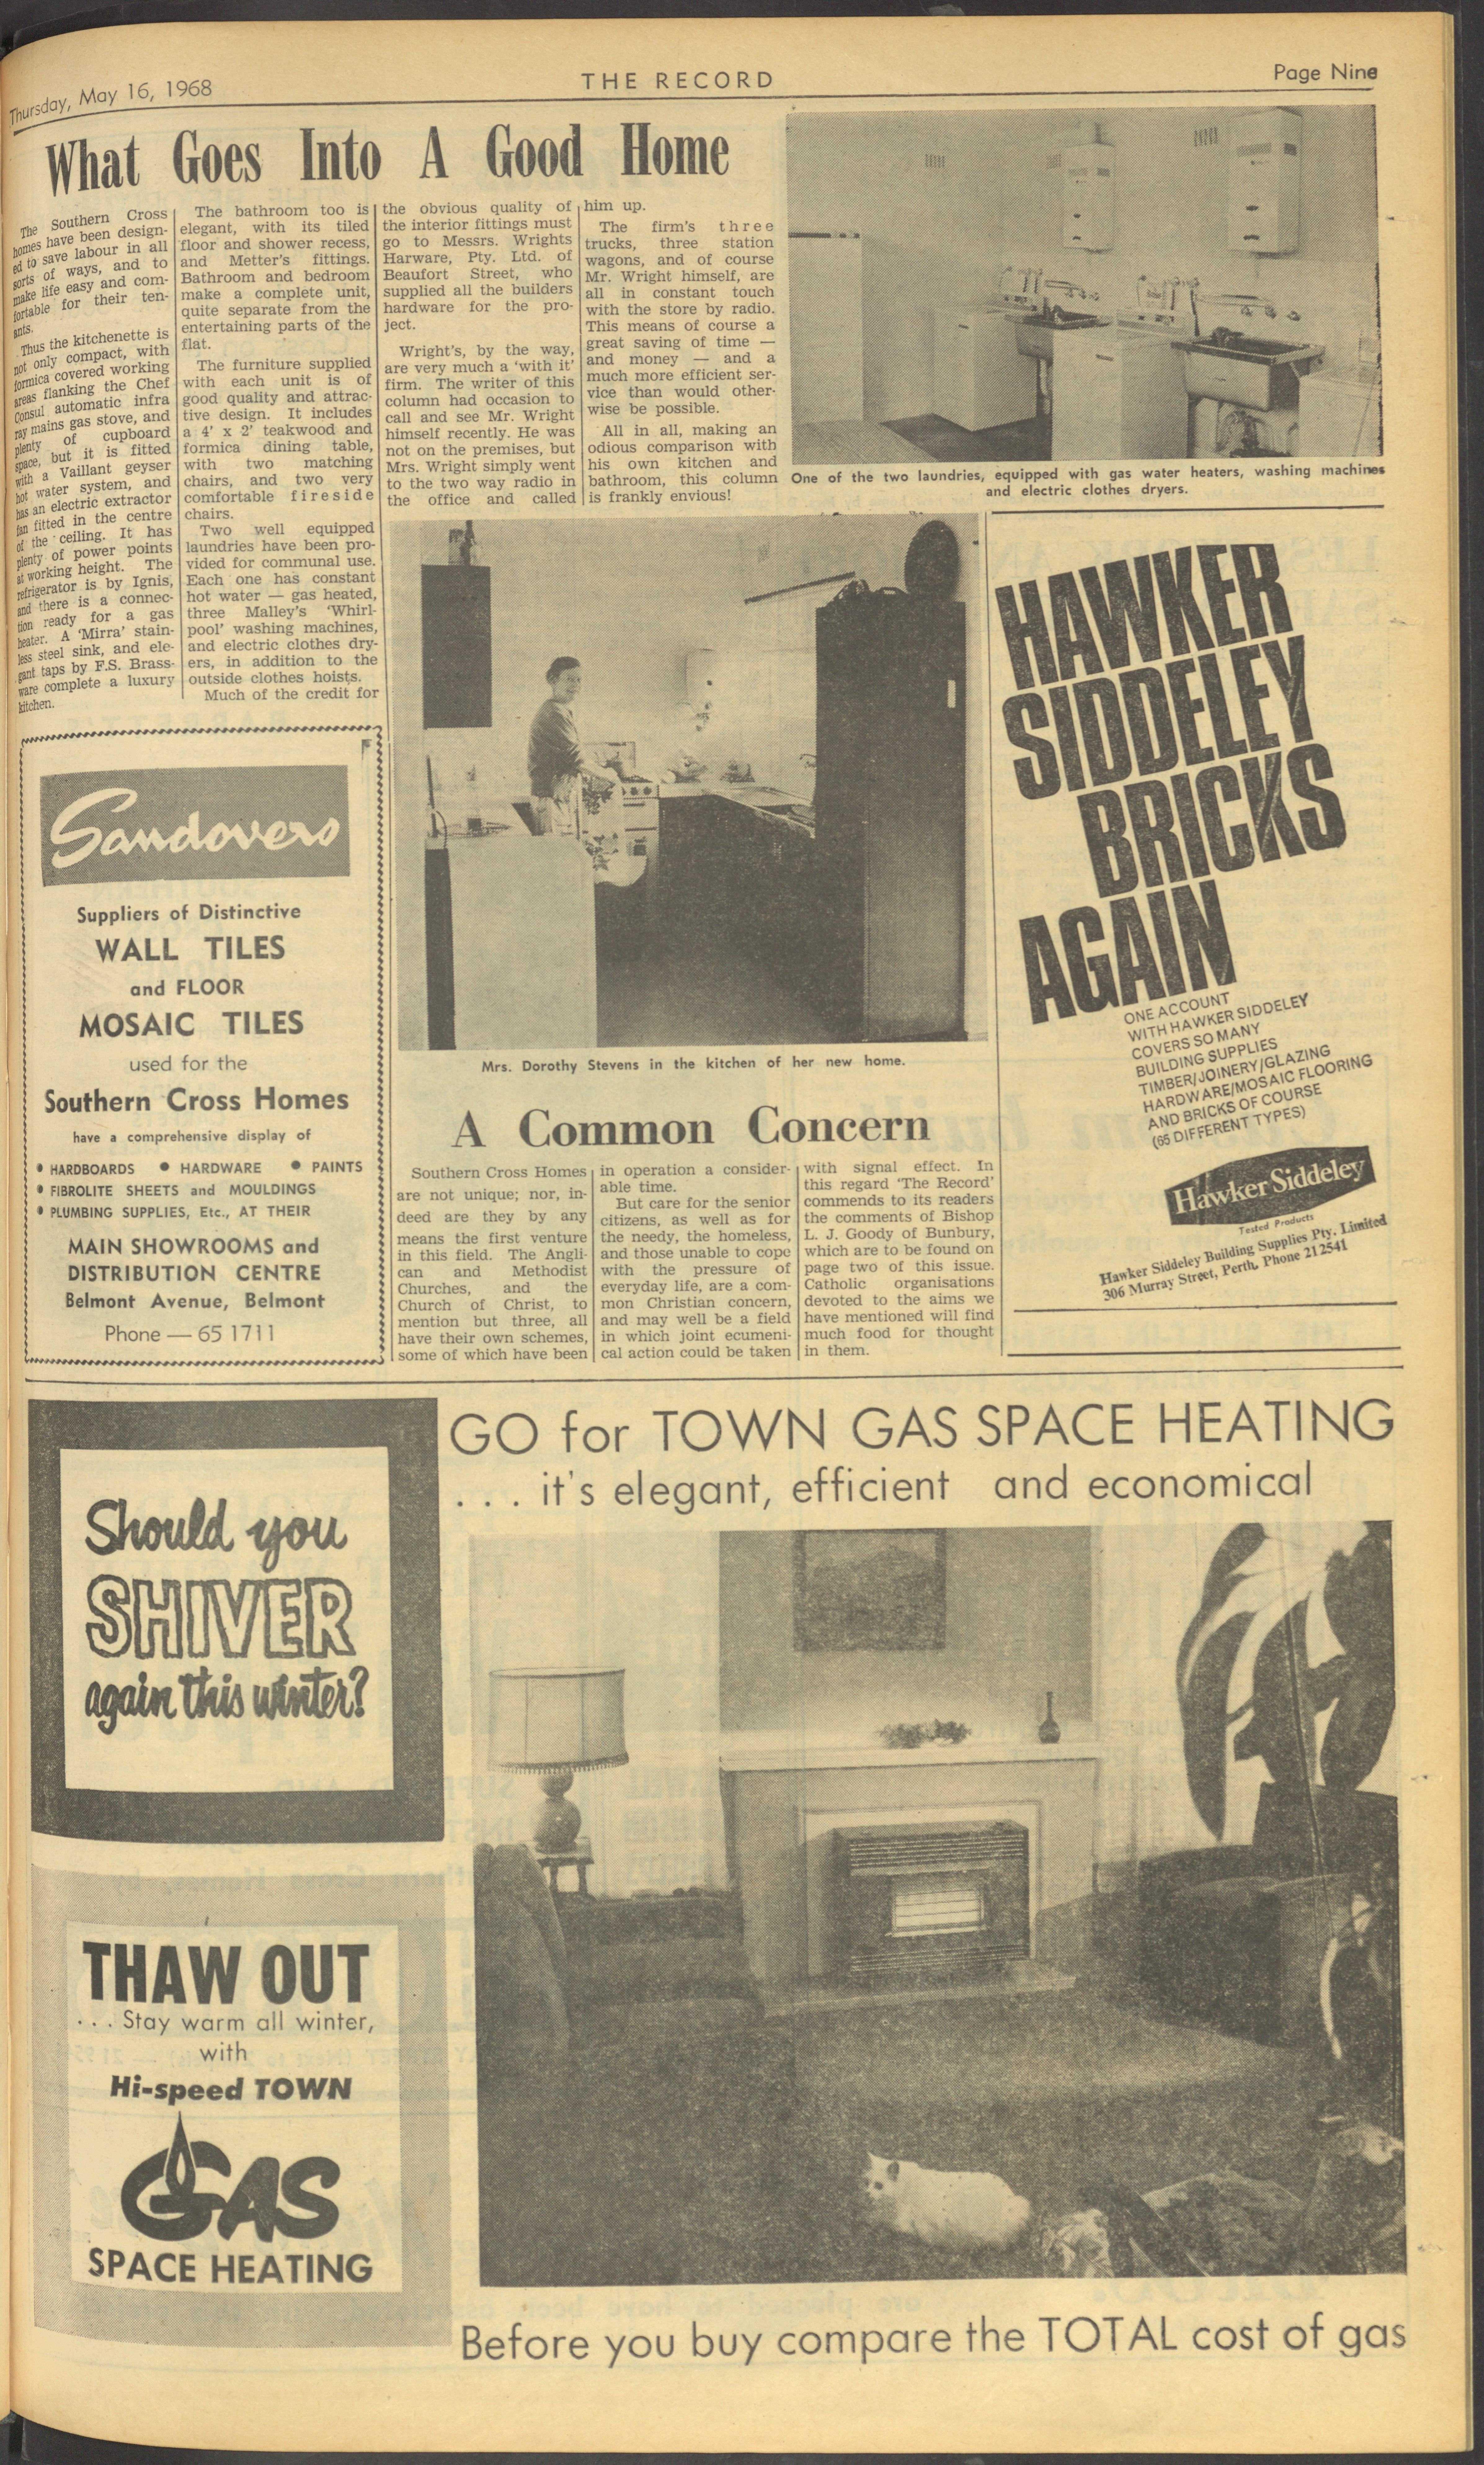 Thursday, May 16, 1968
THE RECORD
Page Nine
What Goes Into A Good Home
The Southern Cross
homes have been design-
ed to save labour in all
sorts of ways, and to
make life easy and com-
fortable for their ten-
ants.
Thus the kitchenette is
not only compact, with
formica covered working
areas flanking the Chef
Consul automatic infra
ray mains gas stove, and
plenty of cupboard
space, but it is fitted
with a Vaillant geyser
hot water system, and
has an electric extractor
fan fitted in the centre
of the ceiling. It has
plenty of power points
at working height. The
refrigerator is by Ignis,
and there is a connec-
tion ready for a gas
heater. A 'Mirra' stain-
less steel sink, and ele-
gant taps by F.S. Brass-
ware complete a luxury
kitchen.
The bathroom too is
elegant, with its tiled
floor and shower recess,
and Metter's fittings.
Bathroom and bedroom
make a complete unit,
quite separate from the
entertaining parts of the
flat.
The furniture supplied
with each unit is of
good quality and attrac-
tive design. It includes
a 4' x 2' teakwood and
formica dining table,
with two matching
chairs, and two very
comfortable fireside
chairs.
Two well equipped
laundries have been pro-
vided for communal use.
Each one has constant
hot water — gas heated,
three Malley's 'Whirl-
pool' washing machines,
and electric clothes dry-
ers, in addition to the
outside clothes hoists.
Much of the credit for
the obvious quality of
the interior fittings must
go to Messrs. Wrights
Harware, Pty. Ltd. of
Beaufort Street, who
supplied all the builders
hardware for the pro-
ject.
Wright's, by the way,
are very much a 'with it'
firm. The writer of this
column had occasion to
call and see Mr. Wright
himself recently. He was
not on the premises, but
Mrs. Wright simply went
to the two way radio in
the office and called
him up.
The firm's three
trucks, three station
wagons, and of course
Mr. Wright himself, are
all in constant touch
with the store by radio.
This means of course a
great saving of time —
and money — and a
much more efficient ser-
vice than would other-
wise be possible.
All in all, making an
odious comparison with
his own kitchen and
bathroom, this column
is frankly envious!
One of the two laundries, equipped with gas water heaters, washing machines
and electric clothes dryers.
Mrs. Dorothy Stevens in the kitchen of her new home.
Sandovers
Suppliers of Distinctive
WALL TILES
and FLOOR
MOSAIC TILES
used for the
Southern Cross Homes
have a comprehensive display of
• HARDBOARDS • HARDWARE • PAINTS
• FIBROLITE SHEETS and MOULDINGS
• PLUMBING SUPPLIES, Etc., AT THEIR
MAIN SHOWROOMS and
DISTRIBUTION CENTRE
Belmont Avenue, Belmont
Phone — 65 1711
A Common Concern
Southern Cross Homes
are not unique; nor, in-
deed are they by any
means the first venture
in this field. The Angli-
can and Methodist
Churches, and the
Church of Christ, to
mention but three, all
have their own schemes,
some of which have been
in operation a consider-
able time.
But care for the senior
citizens, as well as for
the needy, the homeless,
and those unable to cope
with the pressure of
everyday life, are a com-
mon Christian concern,
and may well be a field
in which joint ecumeni-
cal action could be taken
with signal effect. In
this regard 'The Record'
commends to its readers
the comments of Bishop
L. J. Goody of Bunbury,
which are to be found on
page two of this issue.
Catholic organisations
devoted to the aims we
have mentioned will find
much food for thought
in them.
HAWKER
SIDDELEY
BRICKS
AGAIN
ONE ACCOUNT
WITH HAWKER SIDDELEY
COVERS SO MANY
BUILDING SUPPLIES
TIMBER/JOINERY/GLAZING
HARDWARE/MOSAIC FLOORING
AND BRICKS OF COURSE
(65 DIFFERENT TYPES)
Hawker Siddeley
Tested Products
Hawker Siddeley Building Supplies Pty. Limited
306 Murray Street, Perth. Phone 212541
Should you
SHIVER
again this winter?
THAW OUT
... Stay warm all winter,
with
Hi-speed TOWN
GAS
SPACE HEATING
GO for TOWN GAS SPACE HEATING
... it's elegant, efficient and economical
Before you buy compare the TOTAL cost of gas